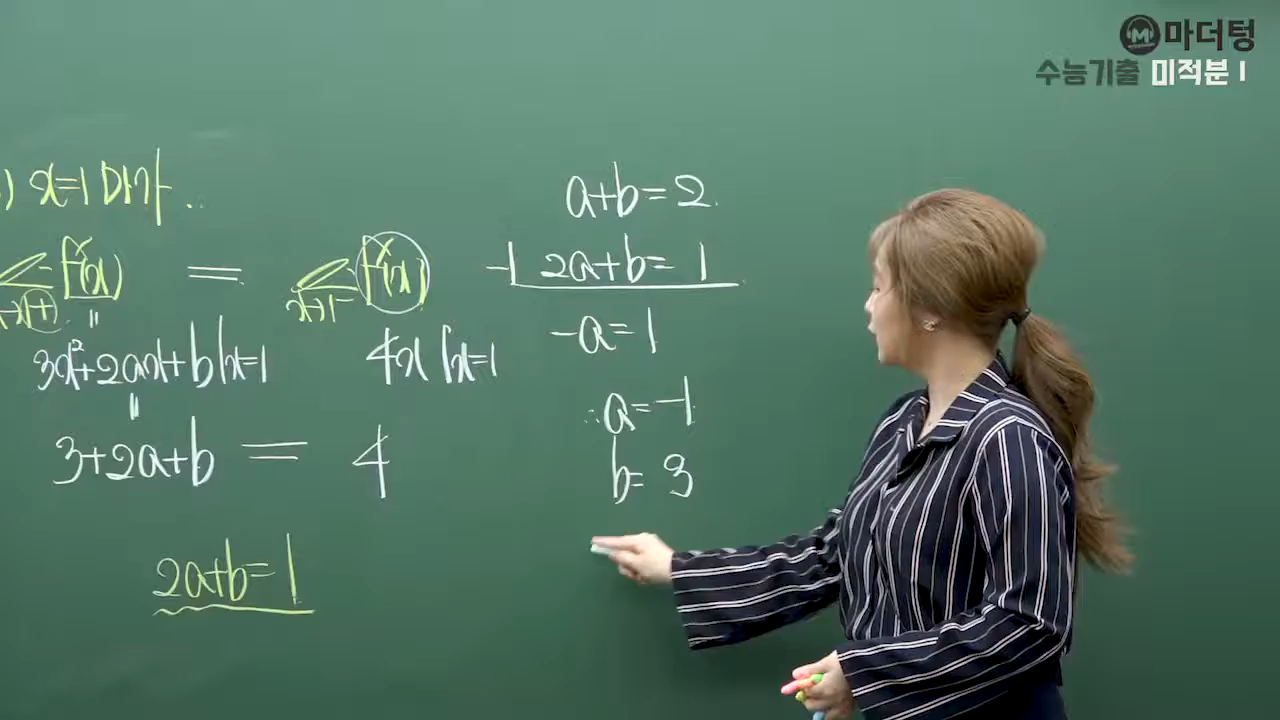 마더텅
수능기출 미적분 I
) x=1 미가..
f'(x) = f'(x)
x→1+ x→1-
3x²+2ax+b|x=1 4x|x=1
3+2a+b = 4
2a+b=1
a+b=2
-) 2a+b=1
-a=1
∴a=-1
b=3